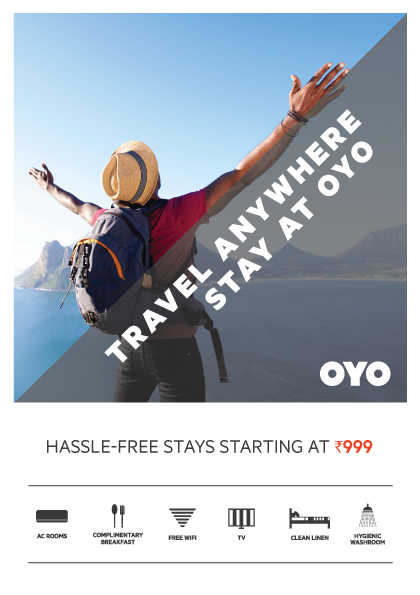 TRAVEL ANYWHERE
STAY AT OYO
OYO
HASSLE-FREE STAYS STARTING AT ₹999
AC ROOMS
COMPLIMENTARY
BREAKFAST
FREE WIFI
TV
CLEAN LINEN
HYGIENIC
WASHROOM